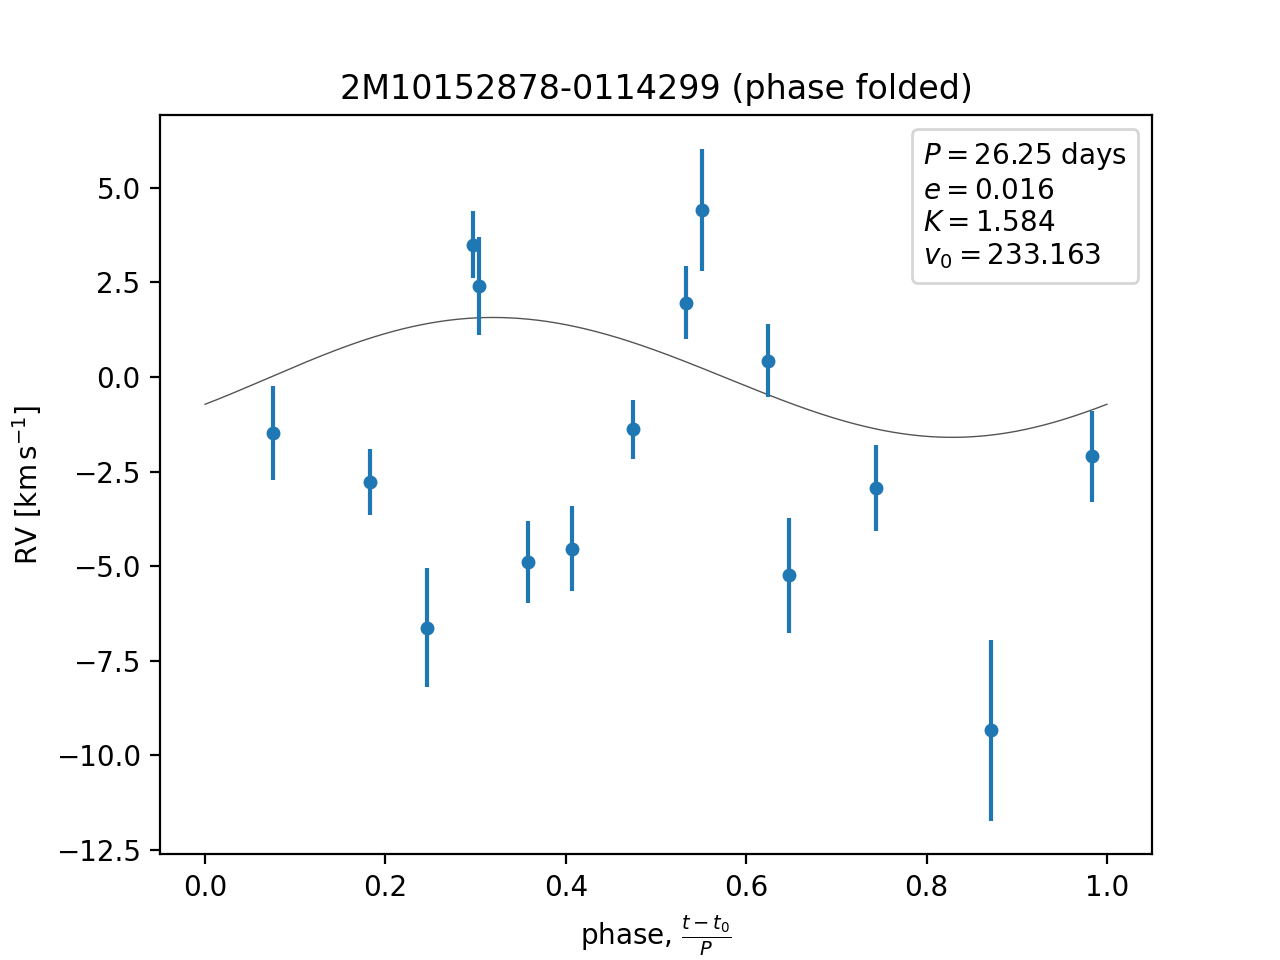 2M10152878-0114299 (phase folded)
P = 26.25 days
e = 0.016
K = 1.584
v₀ = 233.163
5.0
2.5
0.0
−2.5
−5.0
−7.5
−10.0
−12.5
RV [km s⁻¹]
0.0 0.2 0.4 0.6 0.8 1.0
phase, (t − t₀)/P